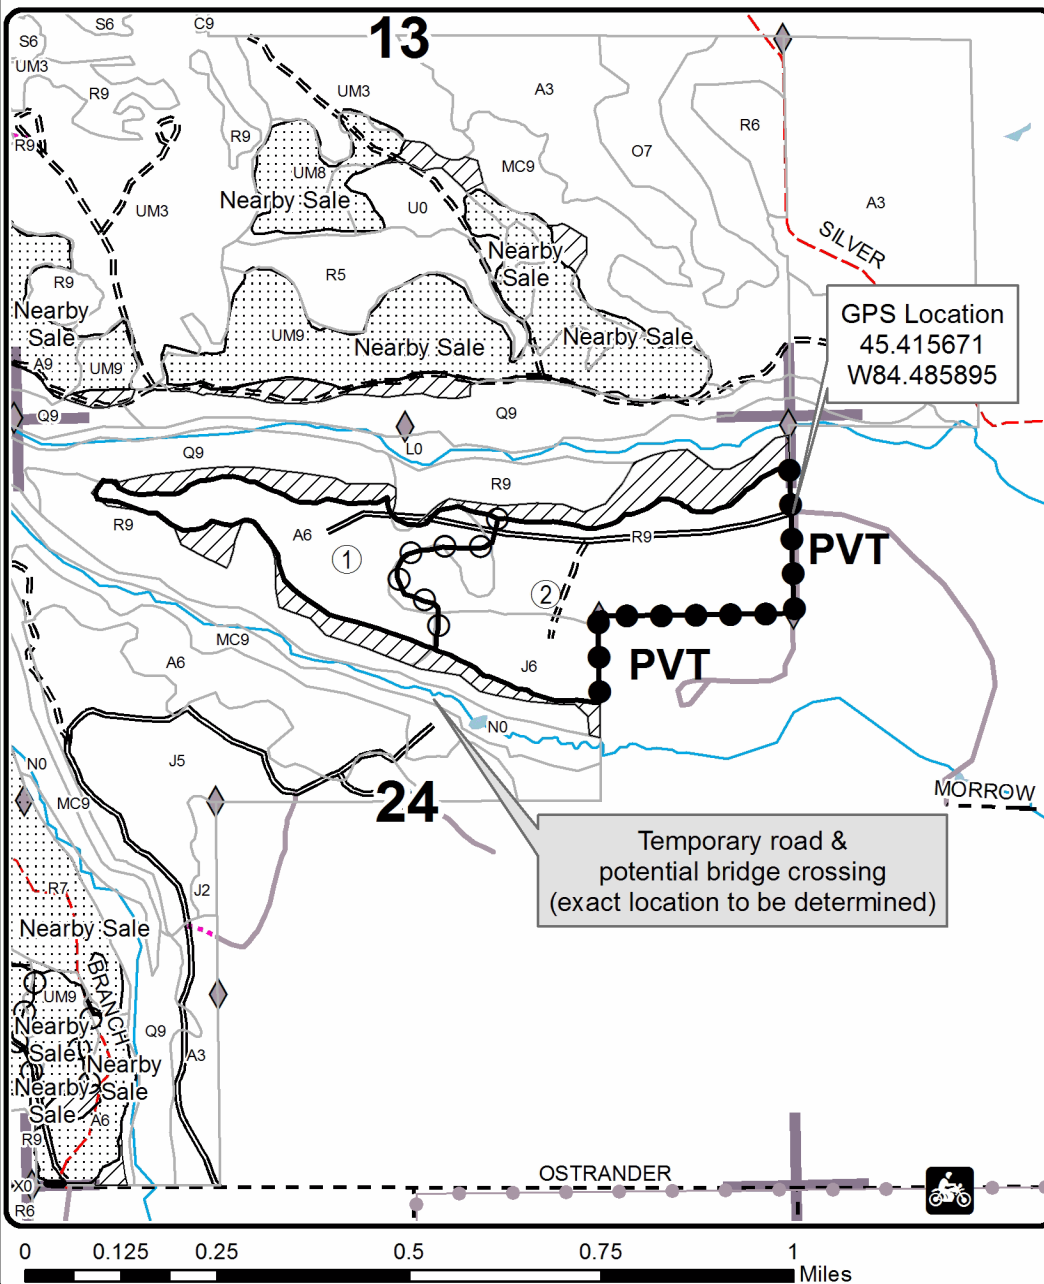 S6
S6
C9
13
UM3
R9
UM3
A3
R9
R9
R6
O7
MC9
UM8
Nearby Sale
UM3
U0
A3
SILVER
Nearby
Sale
R5
R9
Nearby
Sale
GPS Location
45.415671
W84.485895
UM9
Nearby Sale
Nearby Sale
A9
UM9
Q9
Q9
L0
Q9
R9
R9
A6
R9
PVT
1
2
MC9
A6
J6
PVT
N0
J5
N0
MC9
24
MORROW
Temporary road &
potential bridge crossing
(exact location to be determined)
R7
J2
Nearby Sale
BRANCH
UM9
Nearby
Sale
Q9
A3
Nearby
Sale
Nearby
Sale
A6
R9
OSTRANDER
X0
R6
0 0.125 0.25 0.5 0.75 1
Miles